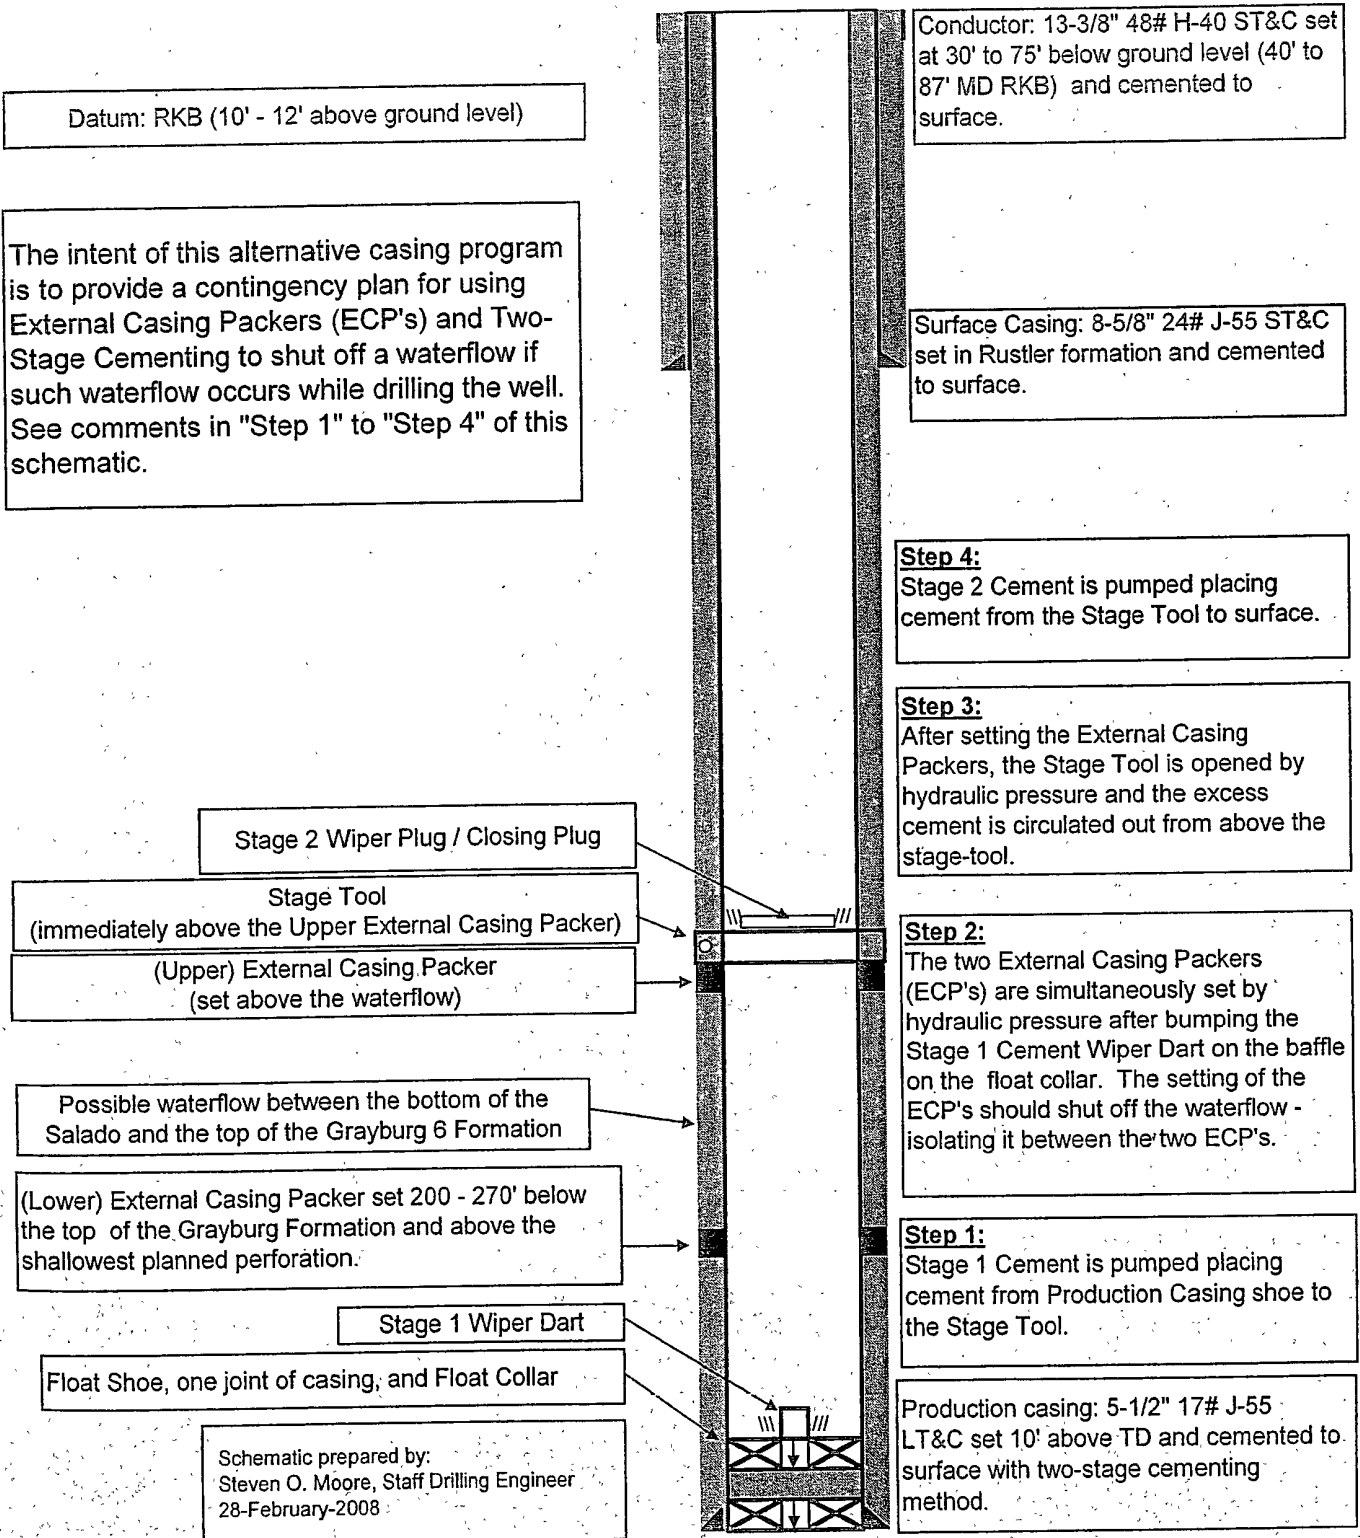 Datum: RKB (10' - 12' above ground level)
The intent of this alternative casing program
is to provide a contingency plan for using
External Casing Packers (ECP's) and Two-
Stage Cementing to shut off a waterflow if
such waterflow occurs while drilling the well.
See comments in "Step 1" to "Step 4" of this
schematic.
Conductor: 13-3/8" 48# H-40 ST&C set
at 30' to 75' below ground level (40' to
87' MD RKB) and cemented to
surface.
Surface Casing: 8-5/8" 24# J-55 ST&C
set in Rustler formation and cemented
to surface.
Step 4:
Stage 2 Cement is pumped placing
cement from the Stage Tool to surface.
Step 3:
After setting the External Casing
Packers, the Stage Tool is opened by
hydraulic pressure and the excess
cement is circulated out from above the
stage-tool.
Stage 2 Wiper Plug / Closing Plug
Stage Tool
(immediately above the Upper External Casing Packer)
(Upper) External Casing Packer
(set above the waterflow)
Step 2:
The two External Casing Packers
(ECP's) are simultaneously set by
hydraulic pressure after bumping the
Stage 1 Cement Wiper Dart on the baffle
on the float collar. The setting of the
ECP's should shut off the waterflow -
isolating it between the two ECP's.
Possible waterflow between the bottom of the
Salado and the top of the Grayburg 6 Formation
(Lower) External Casing Packer set 200 - 270' below
the top of the Grayburg Formation and above the
shallowest planned perforation.
Step 1:
Stage 1 Cement is pumped placing
cement from Production Casing shoe to
the Stage Tool.
Stage 1 Wiper Dart
Float Shoe, one joint of casing, and Float Collar
Production casing: 5-1/2" 17# J-55
LT&C set 10' above TD and cemented to
surface with two-stage cementing
method.
Schematic prepared by:
Steven O. Moore, Staff Drilling Engineer
28-February-2008